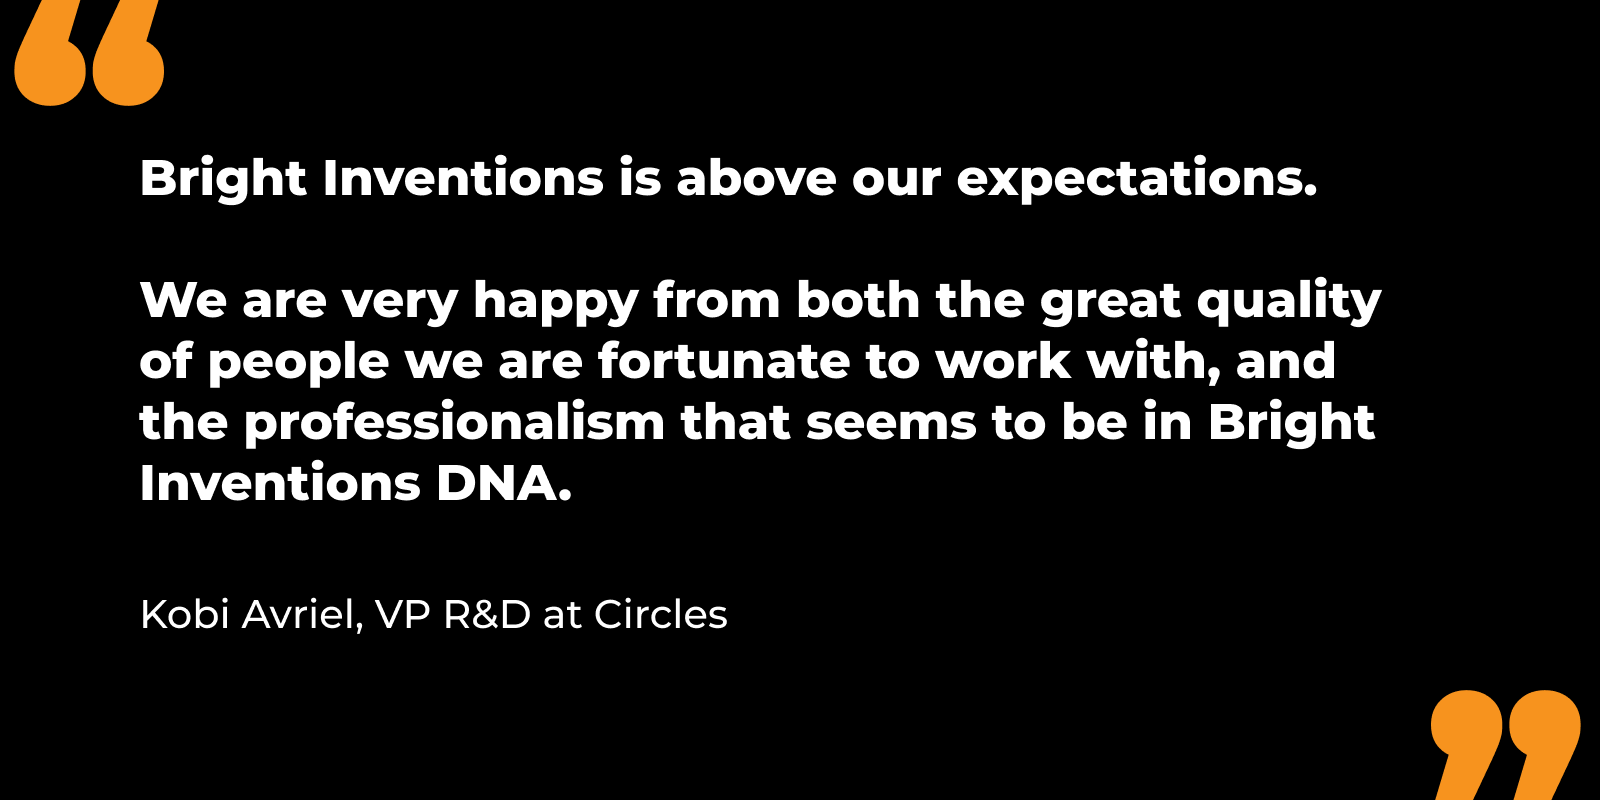 “
Bright Inventions is above our expectations.
We are very happy from both the great quality
of people we are fortunate to work with, and
the professionalism that seems to be in Bright
Inventions DNA.
Kobi Avriel, VP R&D at Circles
”